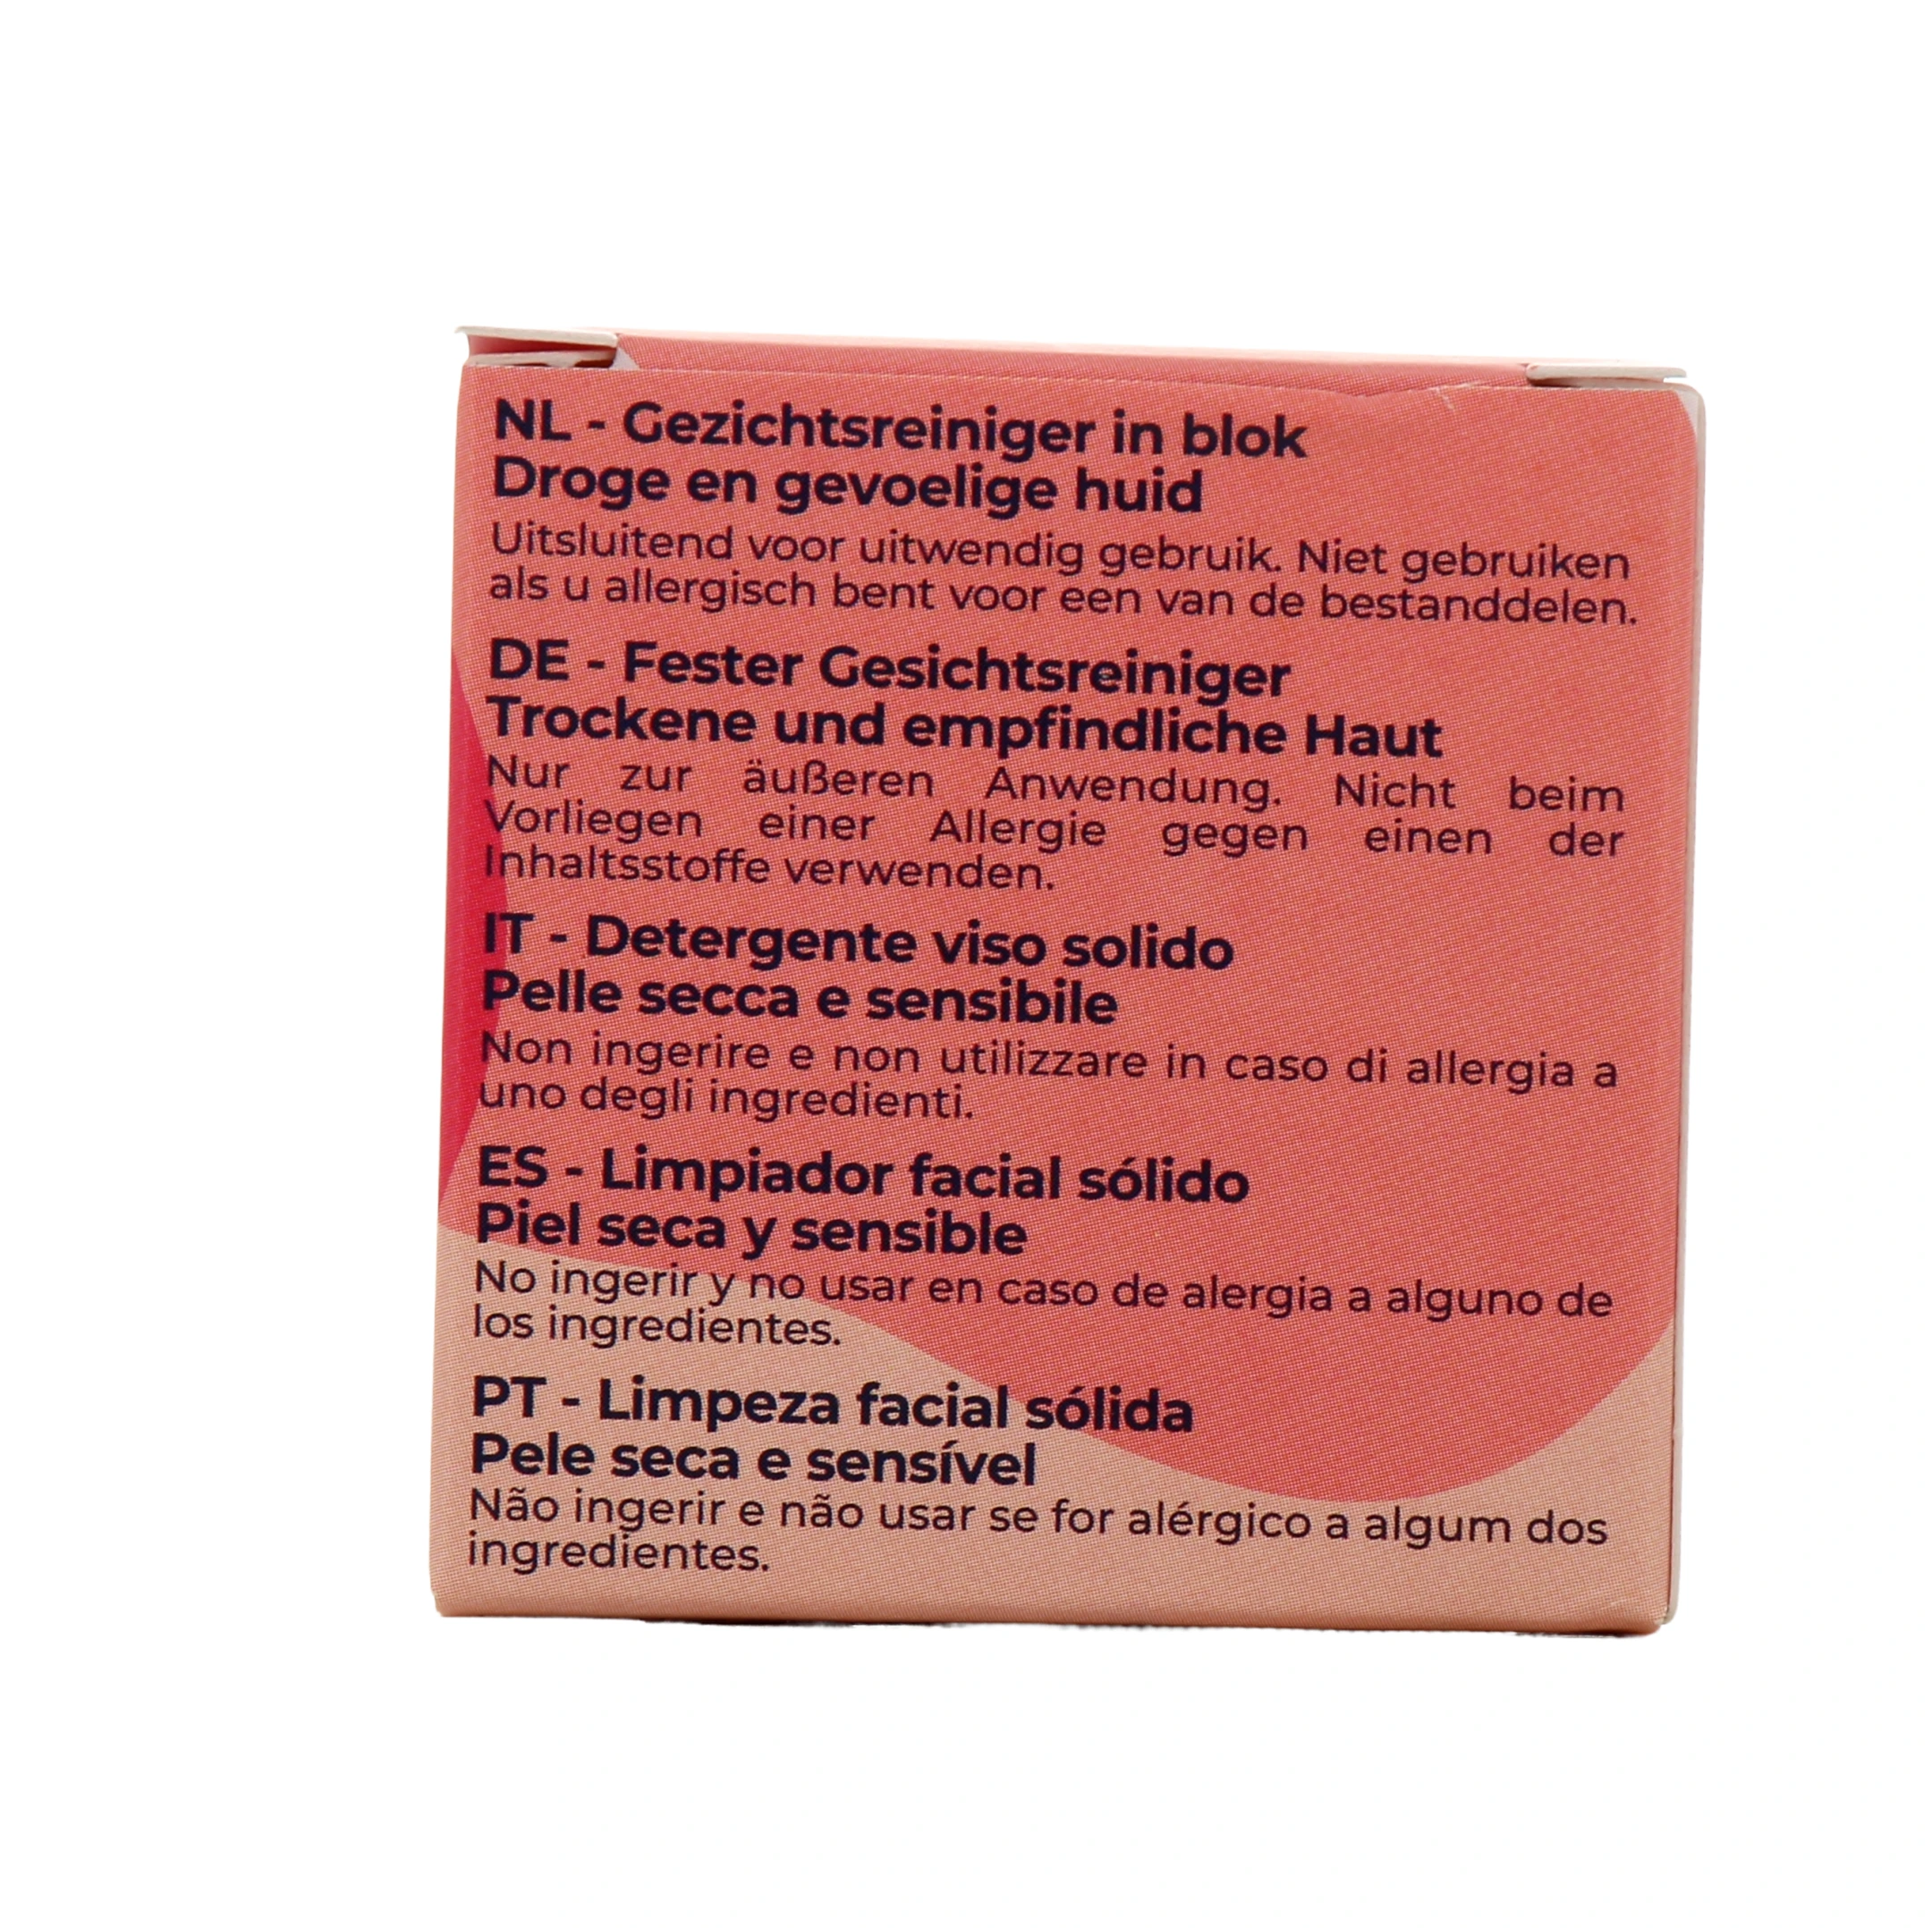 NL - Gezichtsreiniger in blok
Droge en gevoelige huid
Uitsluitend voor uitwendig gebruik. Niet gebruiken
als u allergisch bent voor een van de bestanddelen.
DE - Fester Gesichtsreiniger
Trockene und empfindliche Haut
Nur zur äußeren Anwendung. Nicht beim
Vorliegen einer Allergie gegen einen der
Inhaltsstoffe verwenden.
IT - Detergente viso solido
Pelle secca e sensibile
Non ingerire e non utilizzare in caso di allergia a
uno degli ingredienti.
ES - Limpiador facial sólido
Piel seca y sensible
No ingerir y no usar en caso de alergia a alguno de
los ingredientes.
PT - Limpeza facial sólida
Pele seca e sensível
Não ingerir e não usar se for alérgico a algum dos
ingredientes.